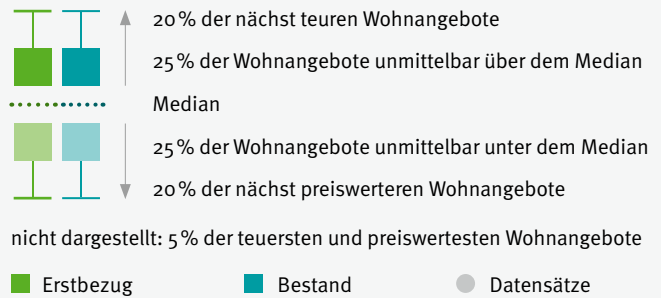 20 % der nächst teuren Wohnangebote
25 % der Wohnangebote unmittelbar über dem Median
Median
25 % der Wohnangebote unmittelbar unter dem Median
20 % der nächst preiswerteren Wohnangebote
nicht dargestellt: 5 % der teuersten und preiswertesten Wohnangebote
Erstbezug Bestand Datensätze